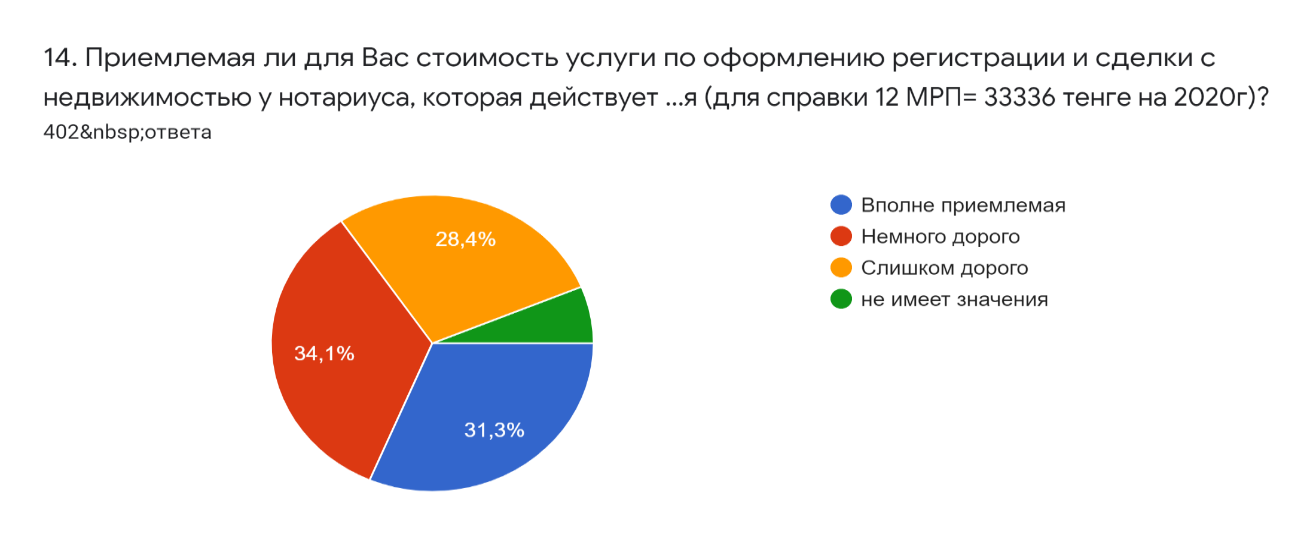 14. Приемлемая ли для Вас стоимость услуги по оформлению регистрации и сделки с
недвижимостью у нотариуса, которая действует ...я (для справки 12 МРП= 33336 тенге на 2020г)?
402&nbsp;ответа
28,4%
34,1%
31,3%
Вполне приемлемая
Немного дорого
Слишком дорого
не имеет значения